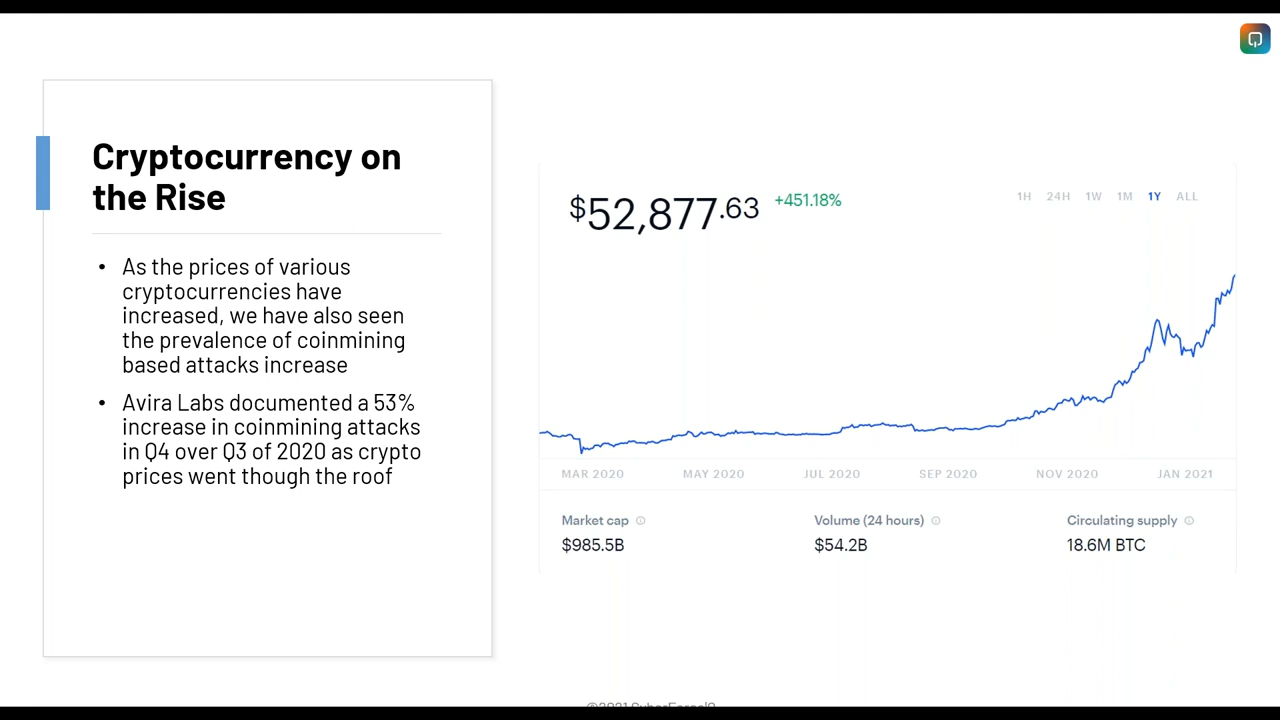 Cryptocurrency on
the Rise
• As the prices of various
cryptocurrencies have
increased, we have also seen
the prevalence of coinmining
based attacks increase
• Avira Labs documented a 53%
increase in coinmining attacks
in Q4 over Q3 of 2020 as crypto
prices went though the roof
$52,877.63 +451.18%
1H 24H 1W 1M 1Y ALL
MAR 2020 MAY 2020 JUL 2020 SEP 2020 NOV 2020 JAN 2021
Market cap Volume (24 hours) Circulating supply
$985.5B $54.2B 18.6M BTC
©2021